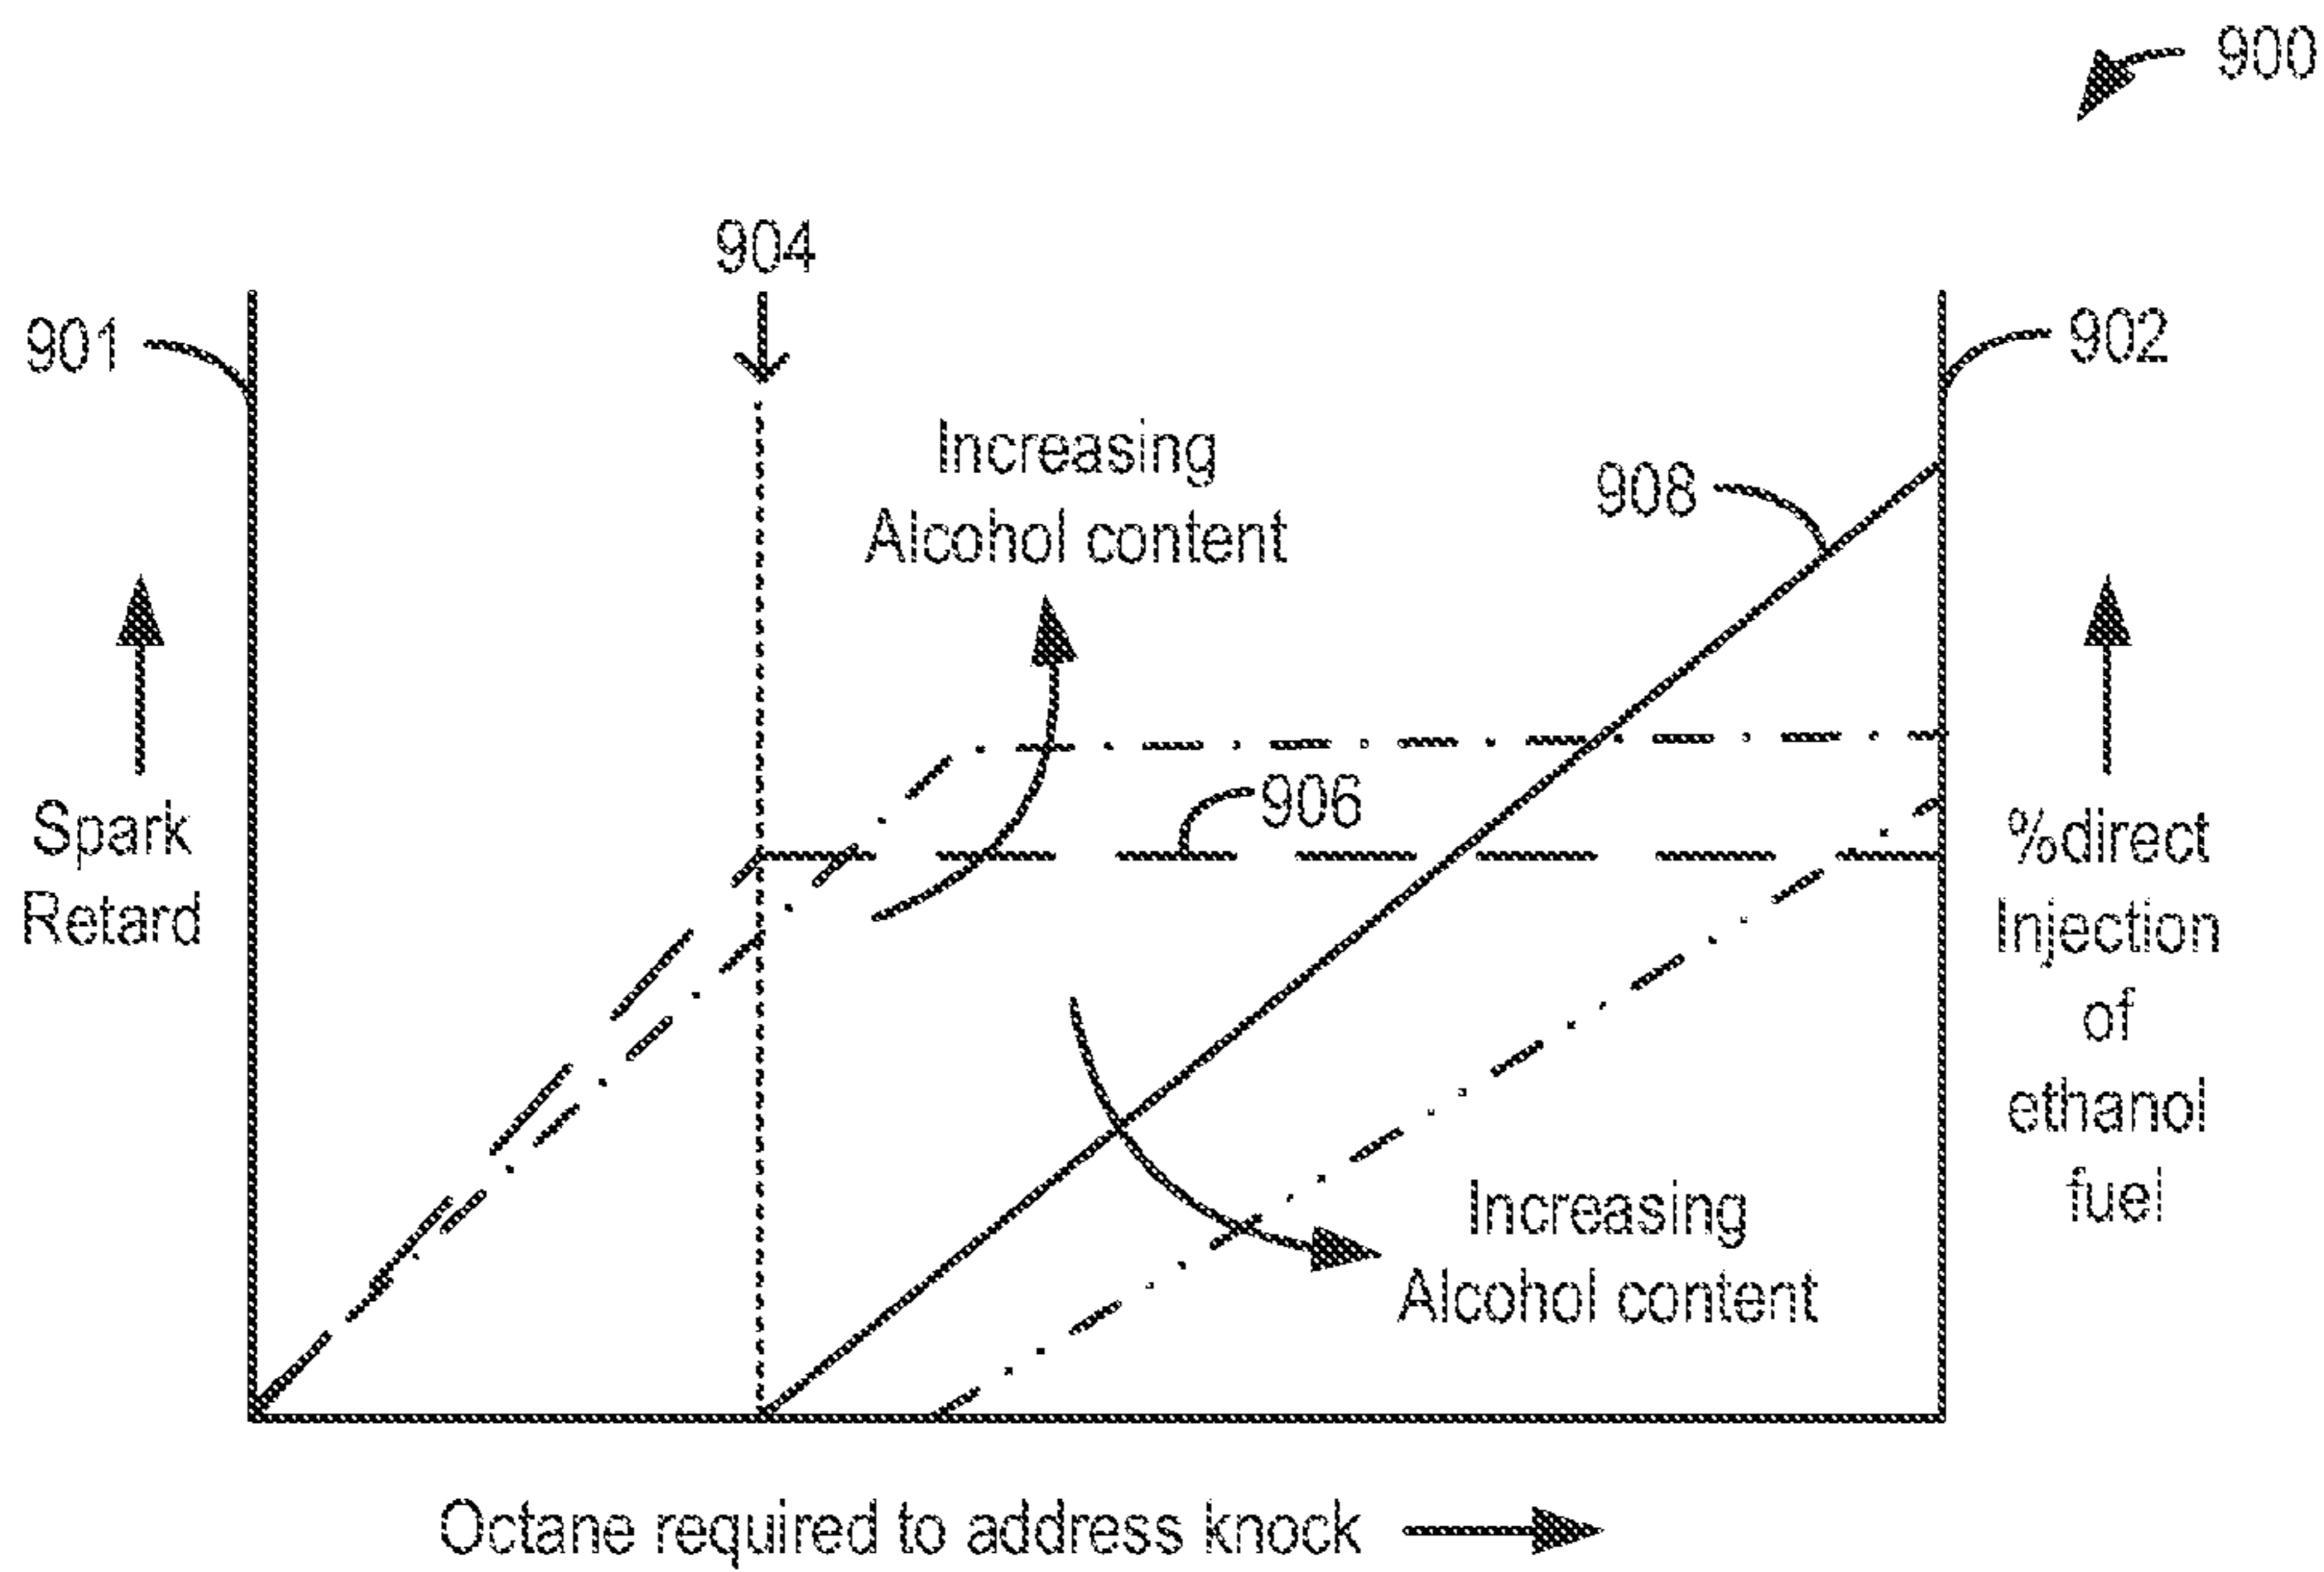 900
904
901
902
Increasing
Alcohol content
908
906
Spark
Retard
%direct
Injection
of
ethanol
fuel
Increasing
Alcohol content
Octane required to address knock